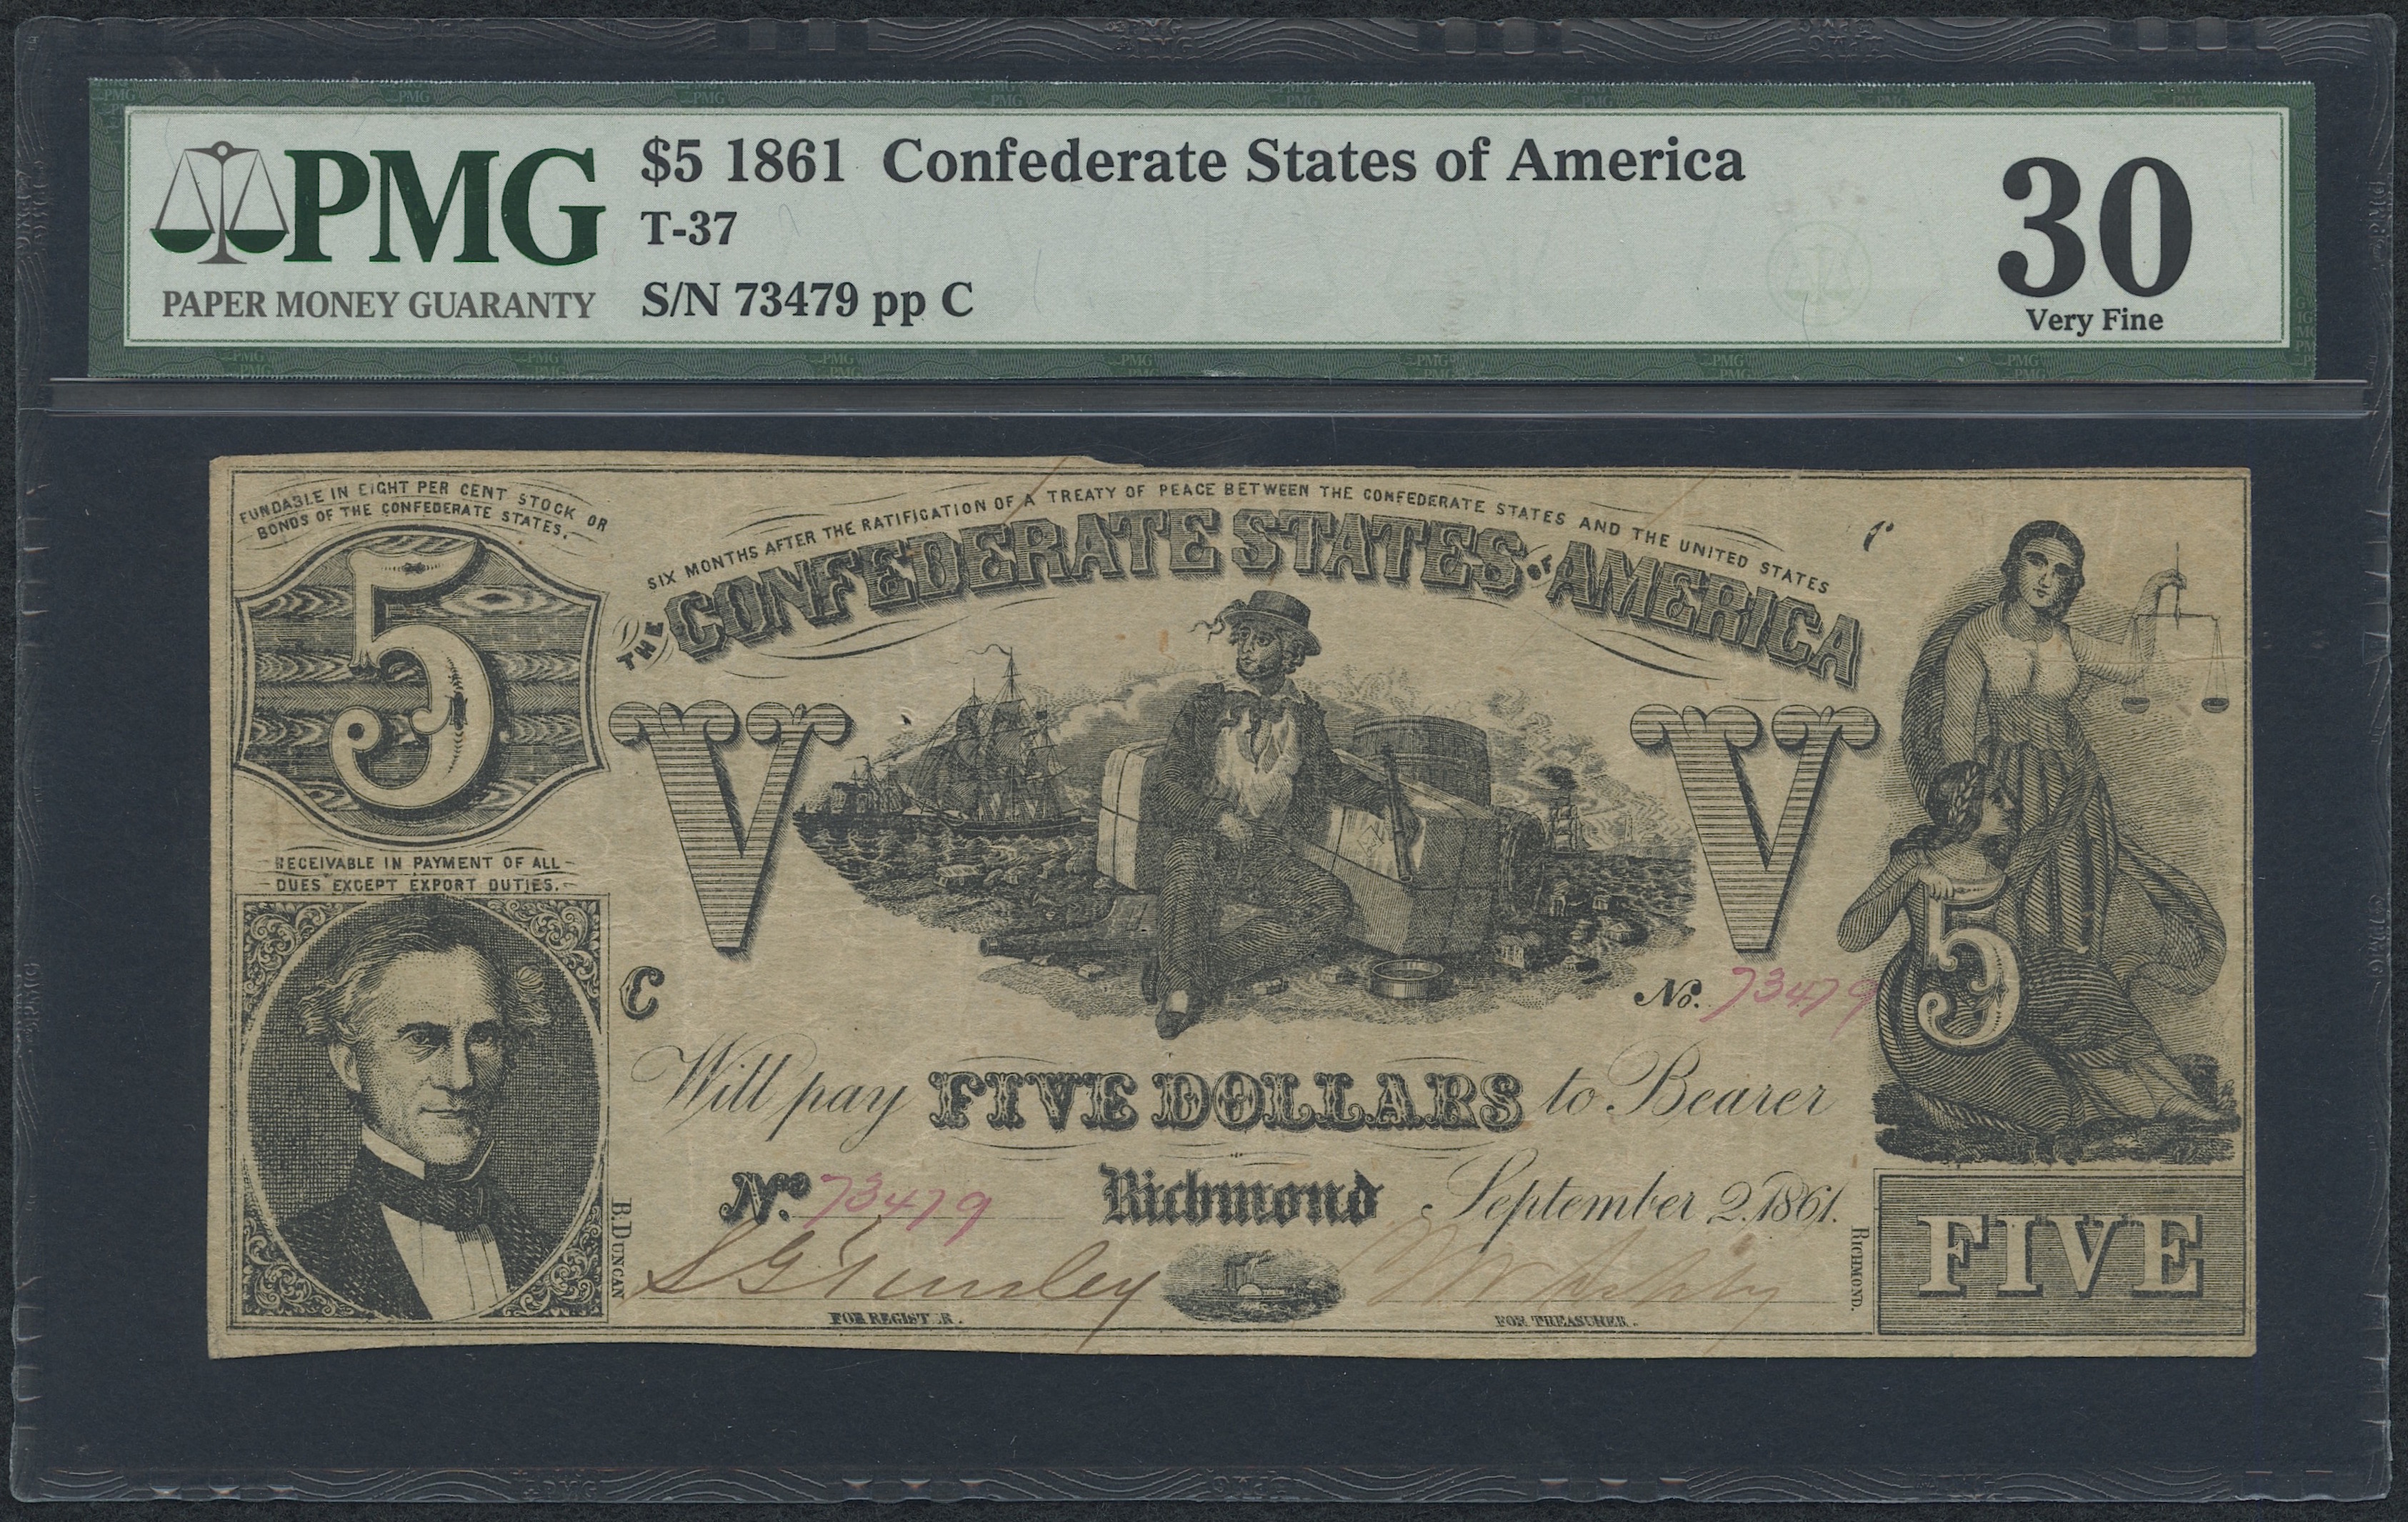 PMG
PAPER MONEY GUARANTY
$5 1861 Confederate States of America
T-37
S/N 73479 pp C
30
Very Fine
FUNDABLE IN EIGHT PER CENT STOCK OR
BONDS OF THE CONFEDERATE STATES.
5
RECEIVABLE IN PAYMENT OF ALL
DUES EXCEPT EXPORT DUTIES.
SIX MONTHS AFTER THE RATIFICATION OF A TREATY OF PEACE BETWEEN THE CONFEDERATE STATES AND THE UNITED STATES
THE CONFEDERATE STATES OF AMERICA
V V
C
No. 73479
5
Will pay FIVE DOLLARS to Bearer
No. 73479
Richmond September 2, 1861.
B. DUNCAN
RICHMOND.
FOR REGIST R.
FOR TREASURER.
FIVE